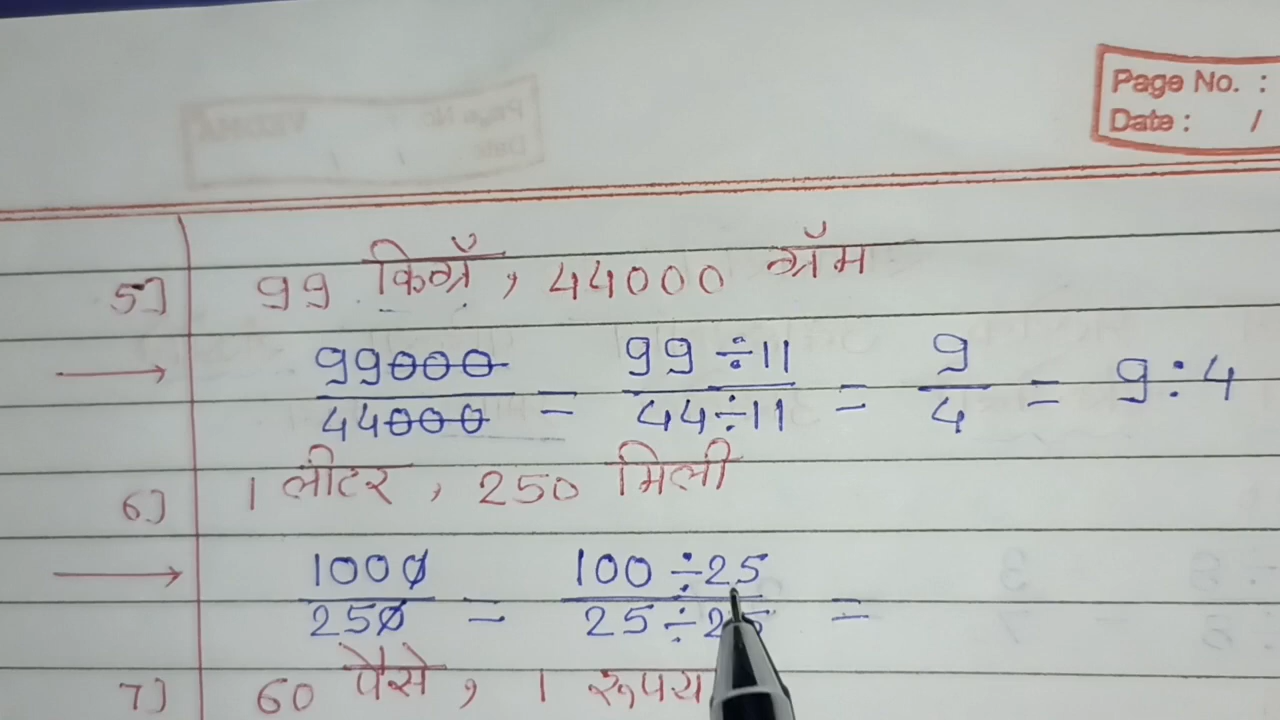 Page No. :
Date : /
5) 99 किग्रॅ, 44000 ग्रॅम
99000/44000 = 99÷11/44÷11 = 9/4 = 9:4
6) 1 लीटर, 250 मिली
1000/250 = 100÷25/25÷25 =
7) 60 पैसे, 1